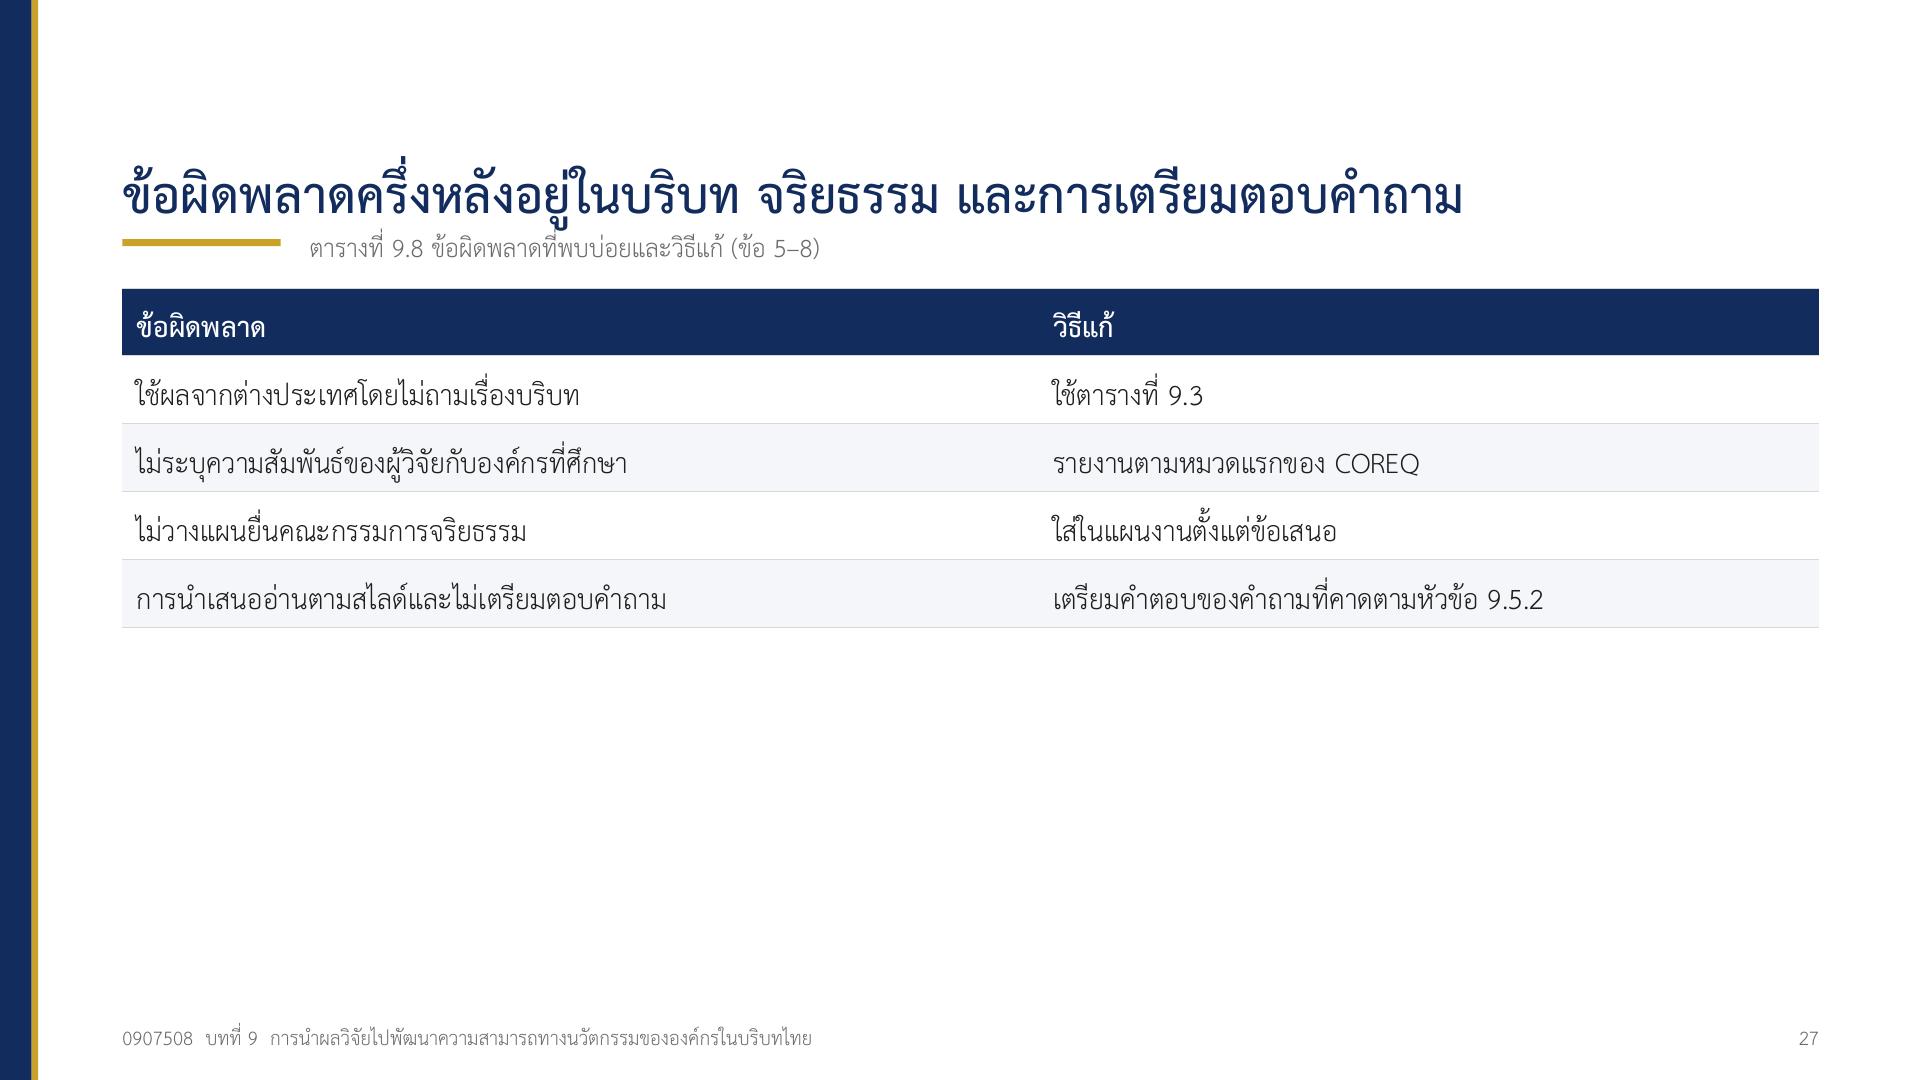 ข้อผิดพลาดครึ่งหลังอยู่ในบริบท จริยธรรม และการเตรียมตอบคำถาม
ตารางที่ 9.8 ข้อผิดพลาดที่พบบ่อยและวิธีแก้ (ข้อ 5–8)
ข้อผิดพลาด วิธีแก้
ใช้ผลจากต่างประเทศโดยไม่ถามเรื่องบริบท ใช้ตารางที่ 9.3
ไม่ระบุความสัมพันธ์ของผู้วิจัยกับองค์กรที่ศึกษา รายงานตามหมวดแรกของ COREQ
ไม่วางแผนยื่นคณะกรรมการจริยธรรม ใส่ในแผนงานตั้งแต่ข้อเสนอ
การนำเสนออ่านตามสไลด์และไม่เตรียมตอบคำถาม เตรียมคำตอบของคำถามที่คาดตามหัวข้อ 9.5.2
0907508 บทที่ 9 การนำผลวิจัยไปพัฒนาความสามารถทางนวัตกรรมขององค์กรในบริบทไทย 27